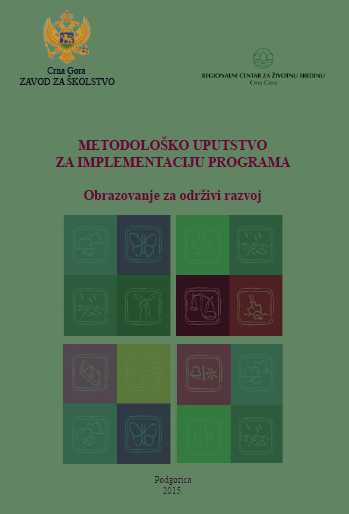 Crna Gora
ZAVOD ZA ŠKOLSTVO
REGIONALNI CENTAR ZA ŽIVOTNU SREDINU
Crna Gora
METODOLOŠKO UPUTSTVO
ZA IMPLEMENTACIJU PROGRAMA
Obrazovanje za održivi razvoj
Podgorica
2015.